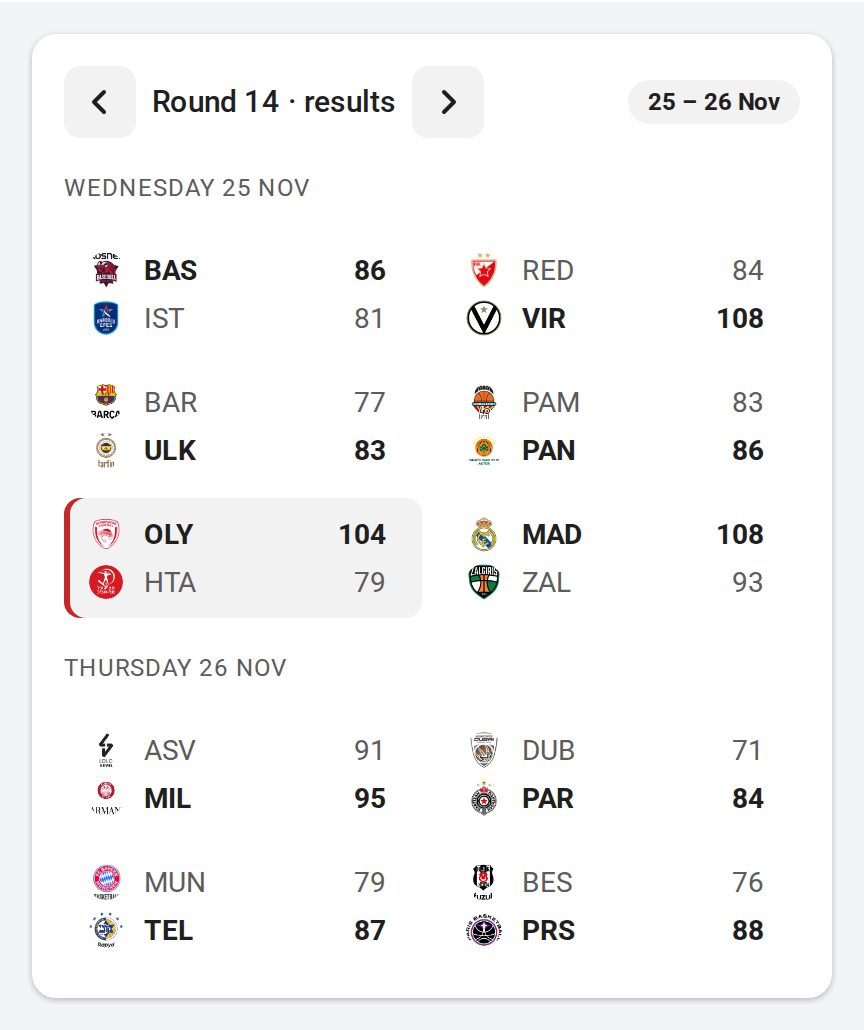 Round 14 · results
25 – 26 Nov
WEDNESDAY 25 NOV
BAS 86
IST 81
RED 84
VIR 108
BAR 77
ULK 83
PAM 83
PAN 86
OLY 104
HTA 79
MAD 108
ZAL 93
THURSDAY 26 NOV
ASV 91
MIL 95
DUB 71
PAR 84
MUN 79
TEL 87
BES 76
PRS 88